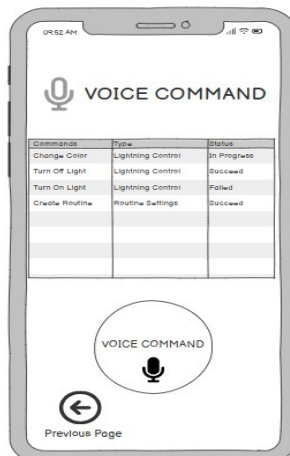 09:52 AM
VOICE COMMAND
Commands Type Status
Change Color Lightning Control In Progress
Turn Off Light Lightning Control Succeed
Turn On Light Lightning Control Failed
Create Routine Routine Settings Succeed
VOICE COMMAND
Previous Page